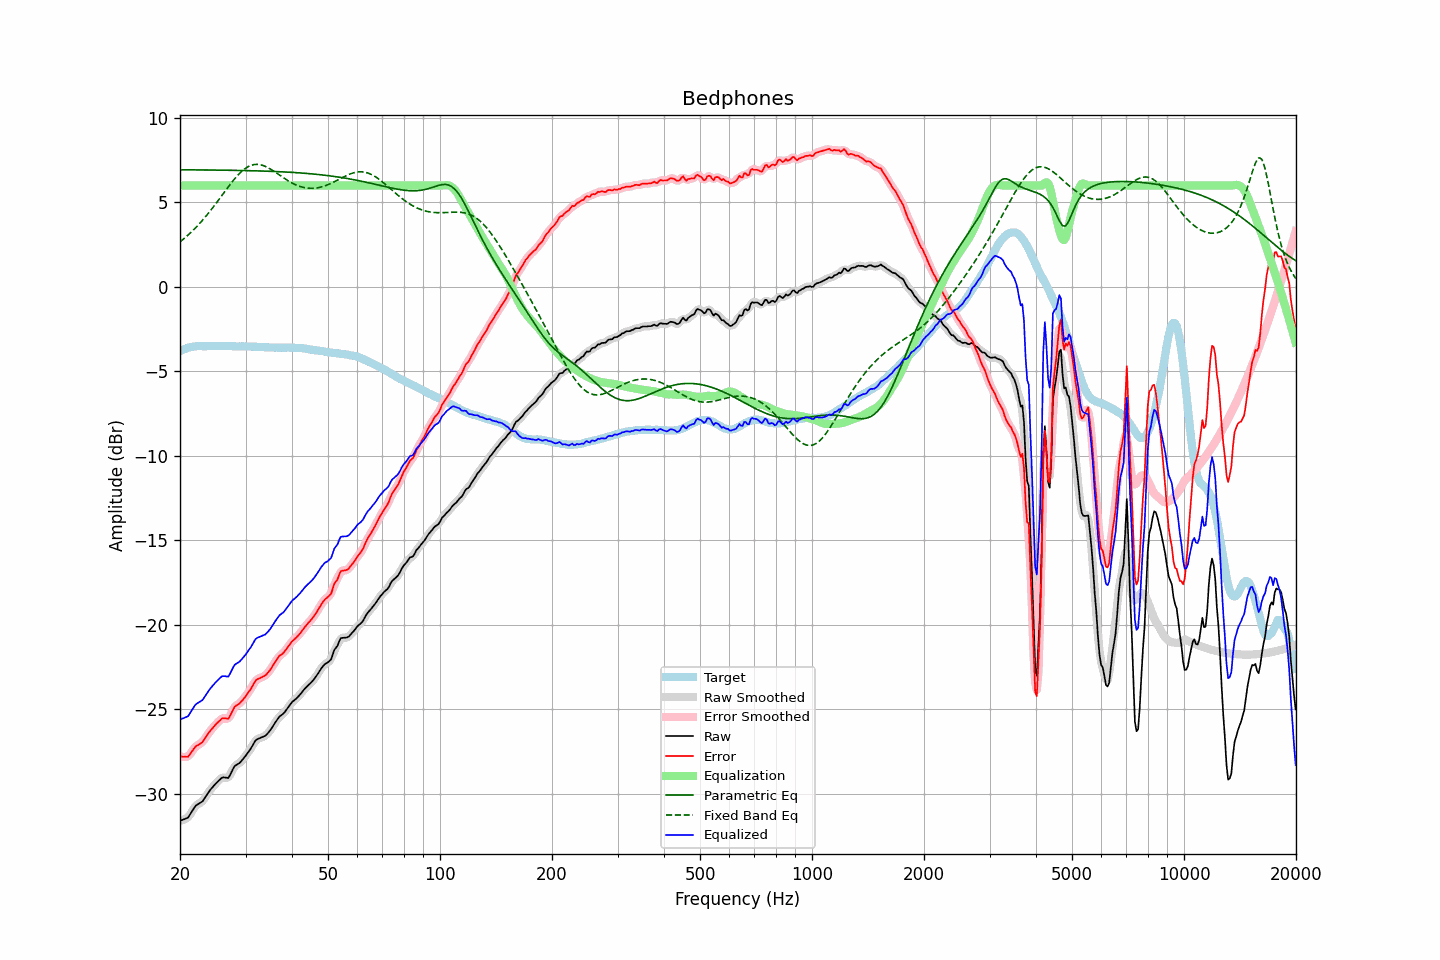 Bedphones
Amplitude (dBr)
10
5
0
−5
−10
−15
−20
−25
−30
Target
Raw Smoothed
Error Smoothed
Raw
Error
Equalization
Parametric Eq
Fixed Band Eq
Equalized
20 50 100 200 500 1000 2000 5000 10000 20000
Frequency (Hz)